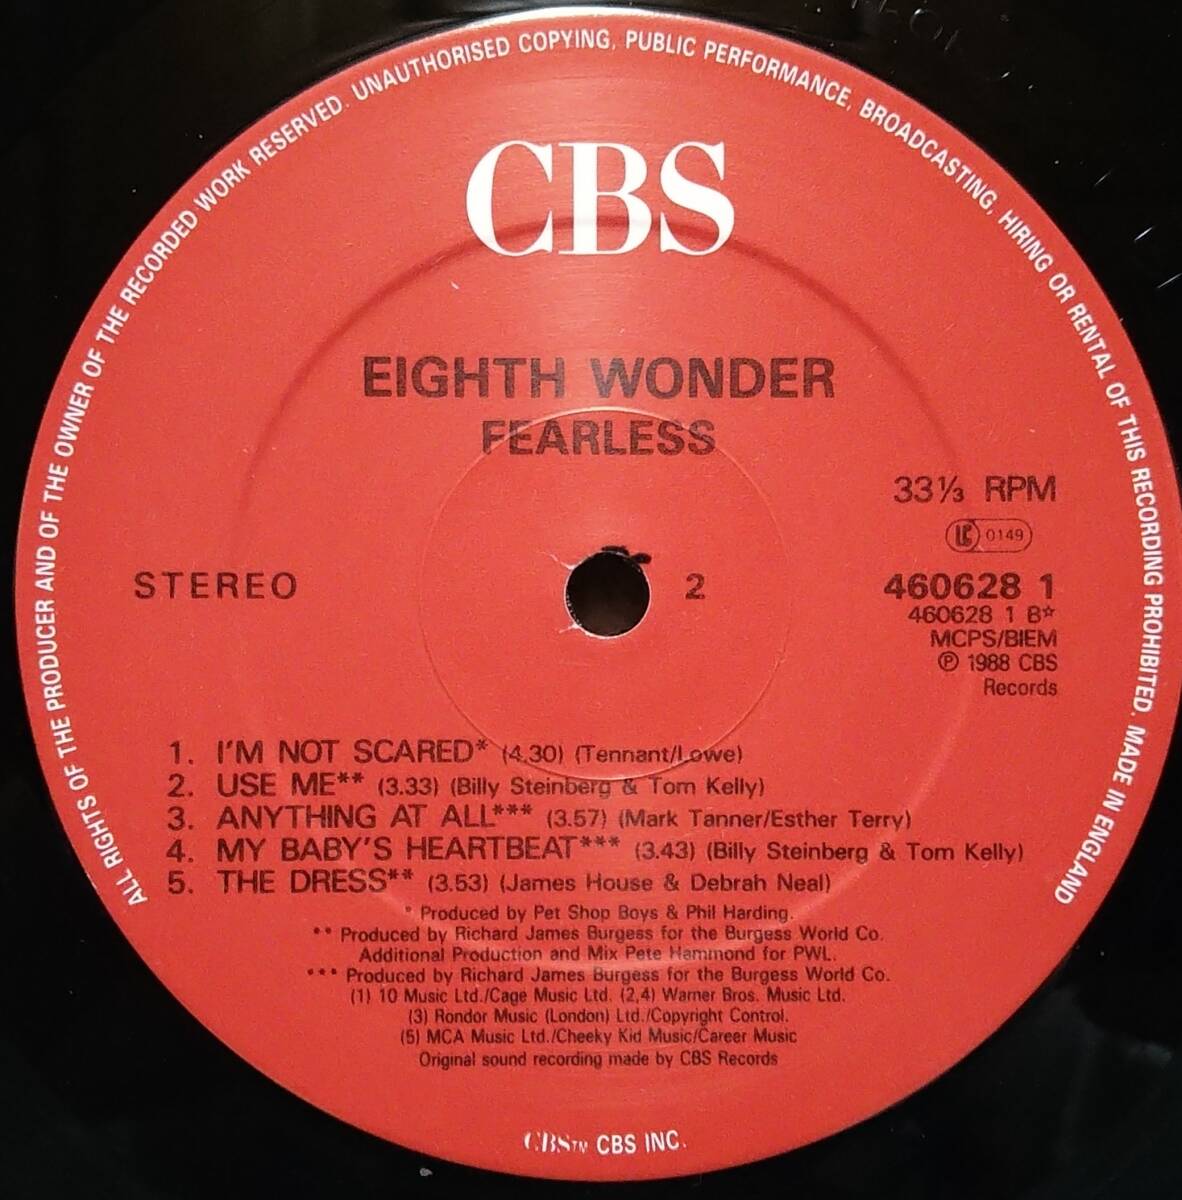 ALL RIGHTS OF THE PRODUCER AND OF THE OWNER OF THE RECORDED WORK RESERVED. UNAUTHORISED COPYING, PUBLIC PERFORMANCE, BROADCASTING, HIRING OR RENTAL OF THIS RECORDING PROHIBITED. MADE IN ENGLAND
CBS
EIGHTH WONDER
FEARLESS
33⅓ RPM
LC 0149
STEREO
2
460628 1
460628 1 B☆
MCPS/BIEM
℗ 1988 CBS
Records
1. I'M NOT SCARED* (4.30) (Tennant/Lowe)
2. USE ME** (3.33) (Billy Steinberg & Tom Kelly)
3. ANYTHING AT ALL*** (3.57) (Mark Tanner/Esther Terry)
4. MY BABY'S HEARTBEAT*** (3.43) (Billy Steinberg & Tom Kelly)
5. THE DRESS** (3.53) (James House & Debrah Neal)
* Produced by Pet Shop Boys & Phil Harding.
** Produced by Richard James Burgess for the Burgess World Co.
Additional Production and Mix Pete Hammond for PWL.
*** Produced by Richard James Burgess for the Burgess World Co.
(1) 10 Music Ltd./Cage Music Ltd. (2,4) Warner Bros. Music Ltd.
(3) Rondor Music (London) Ltd./Copyright Control.
(5) MCA Music Ltd./Cheeky Kid Music/Career Music
Original sound recording made by CBS Records
CBS™ CBS INC.